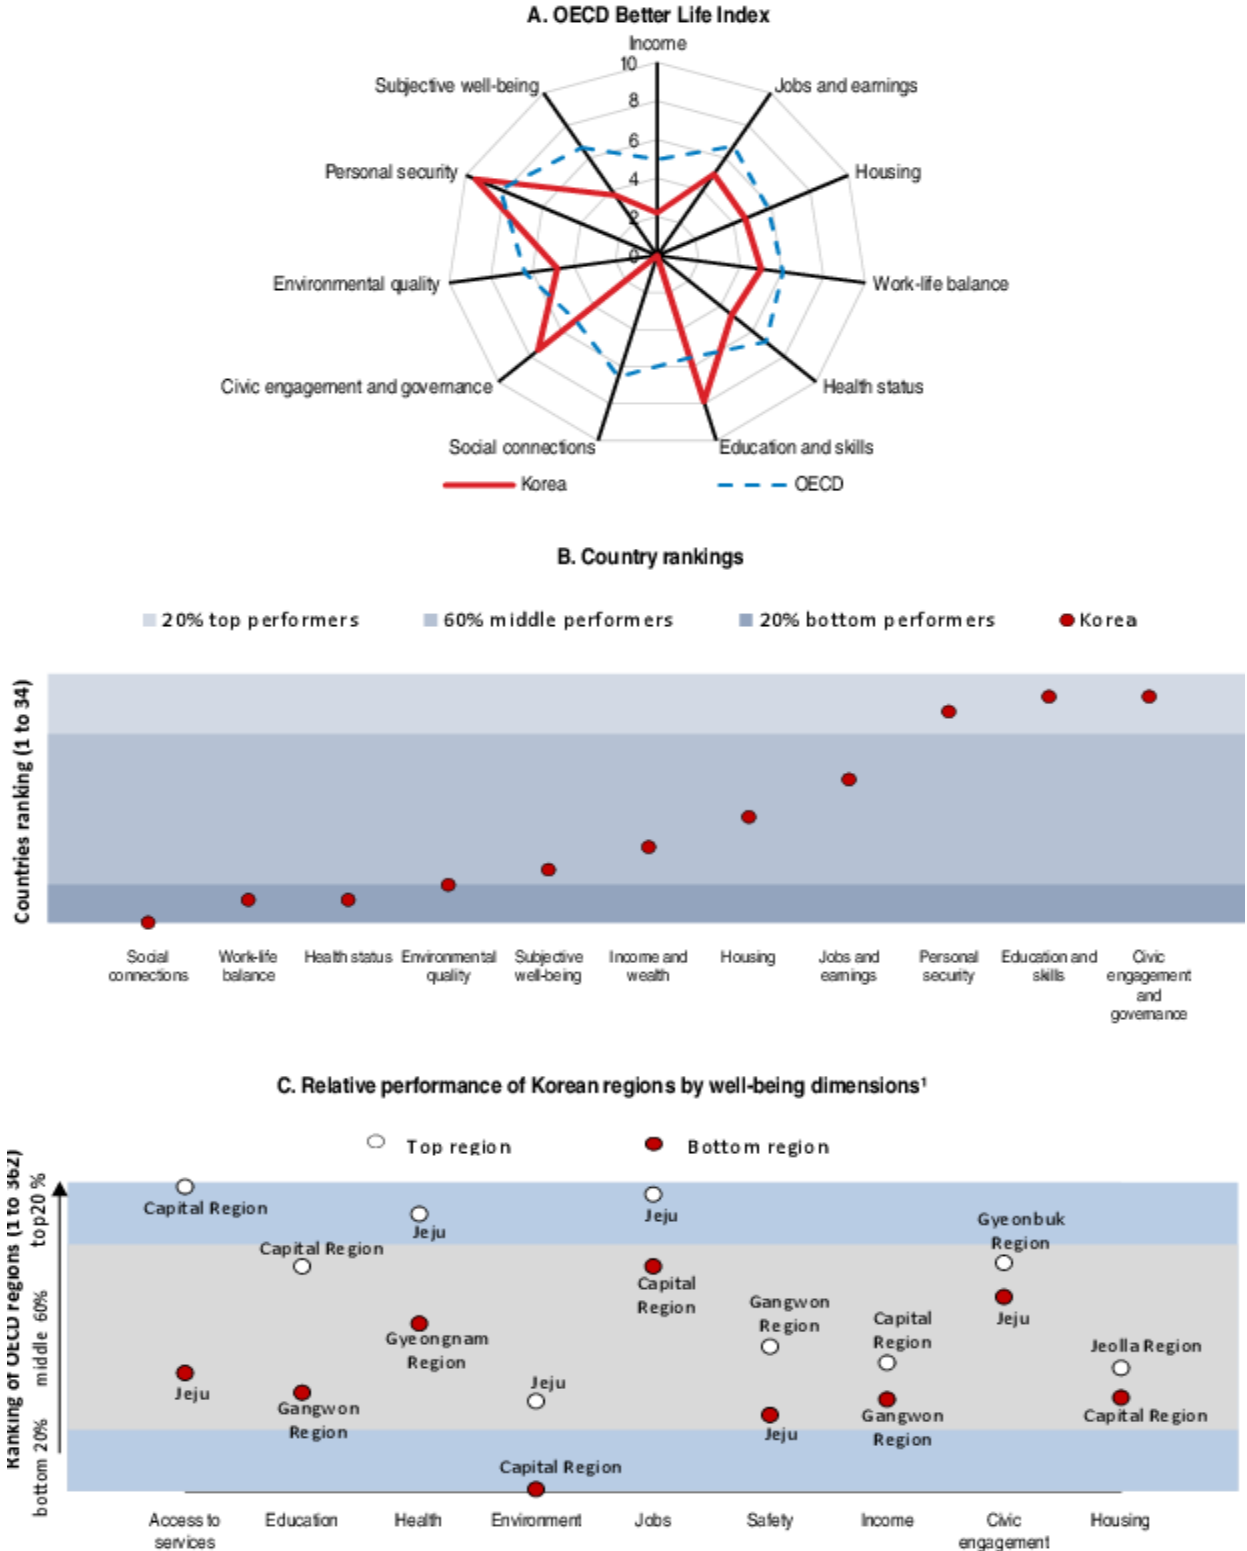 A. OECD Better Life Index
Income
10
Subjective well-being
Jobs and earnings
8
6
Personal security
Housing
4
2
0
Environmental quality
Work-life balance
Civic engagement and governance
Health status
Social connections
Education and skills
Korea
OECD
B. Country rankings
20% top performers
60% middle performers
20% bottom performers
Korea
Countries ranking (1 to 34)
Social
connections
Work-life
balance
Health status
Environmental
quality
Subjective
well-being
Income and
wealth
Housing
Jobs and
earnings
Personal
security
Education and
skills
Civic
engagement
and
governance
C. Relative performance of Korean regions by well-being dimensions¹
Top region
Bottom region
Ranking of OECD regions (1 to 362)
bottom 20%
middle 60%
top20 %
Capital Region
Jeju
Capital Region
Gangwon
Region
Jeju
Gyeongnam
Region
Jeju
Capital Region
Jeju
Capital
Region
Gangwon
Region
Jeju
Capital
Region
Gangwon
Region
Gyeonbuk
Region
Jeju
Jeolla Region
Capital Region
Access to
services
Education
Health
Environment
Jobs
Safety
Income
Civic
engagement
Housing